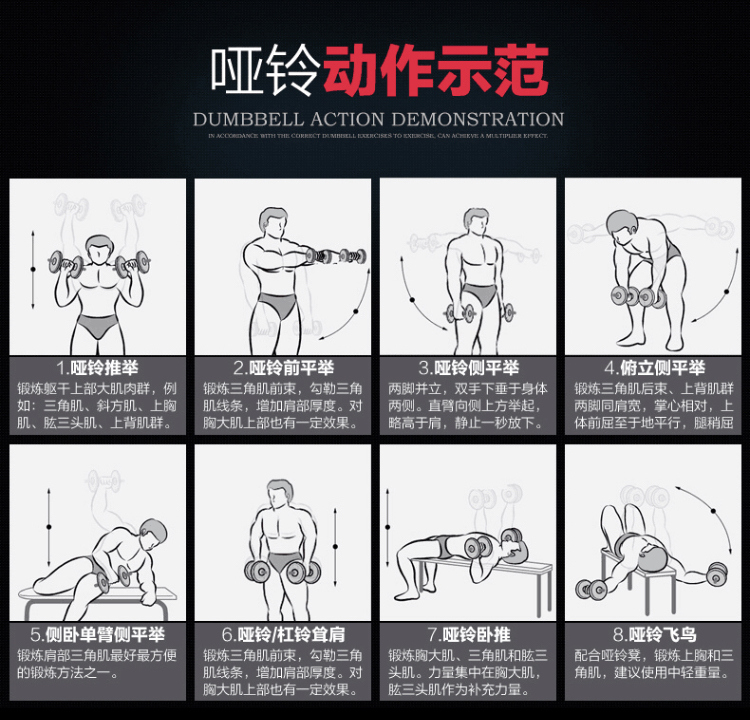 哑铃动作示范
DUMBBELL ACTION DEMONSTRATION
IN ACCORDANCE WITH THE CORRECT DUMBBELL EXERCISES TO EXERCISE, CAN ACHIEVE A MULTIPLIER EFFECT.
1.哑铃推举
锻炼躯干上部大肌肉群，例
如：三角肌、斜方肌、上胸
肌、肱三头肌、上背肌群。
2.哑铃前平举
锻炼三角肌前束，勾勒三角
肌线条，增加肩部厚度。对
胸大肌上部也有一定效果。
3.哑铃侧平举
两脚并立，双手下垂于身体
两侧。直臂向侧上方举起，
略高于肩，静止一秒放下。
4.俯立侧平举
锻炼三角肌后束、上背肌群
两脚同肩宽，掌心相对，上
体前屈至于地平行，腿稍屈
5.侧卧单臂侧平举
锻炼肩部三角肌最好最方便
的锻炼方法之一。
6.哑铃/杠铃耸肩
锻炼三角肌前束，勾勒三角
肌线条，增加肩部厚度。对
胸大肌上部也有一定效果。
7.哑铃卧推
锻炼胸大肌、三角肌和肱三
头肌。力量集中在胸大肌，
肱三头肌作为补充力量。
8.哑铃飞鸟
配合哑铃凳，锻炼上胸和三
角肌，建议使用中轻重量。